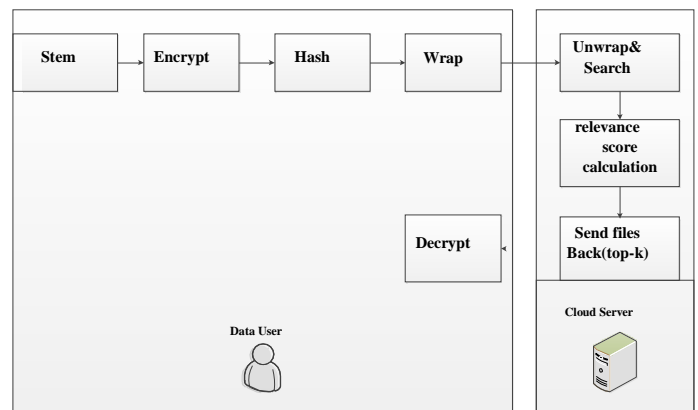 Stem
Encrypt
Hash
Wrap
Unwrap&
Search
relevance
score
calculation
Send files
Back(top-k)
Decrypt
Data User
Cloud Server